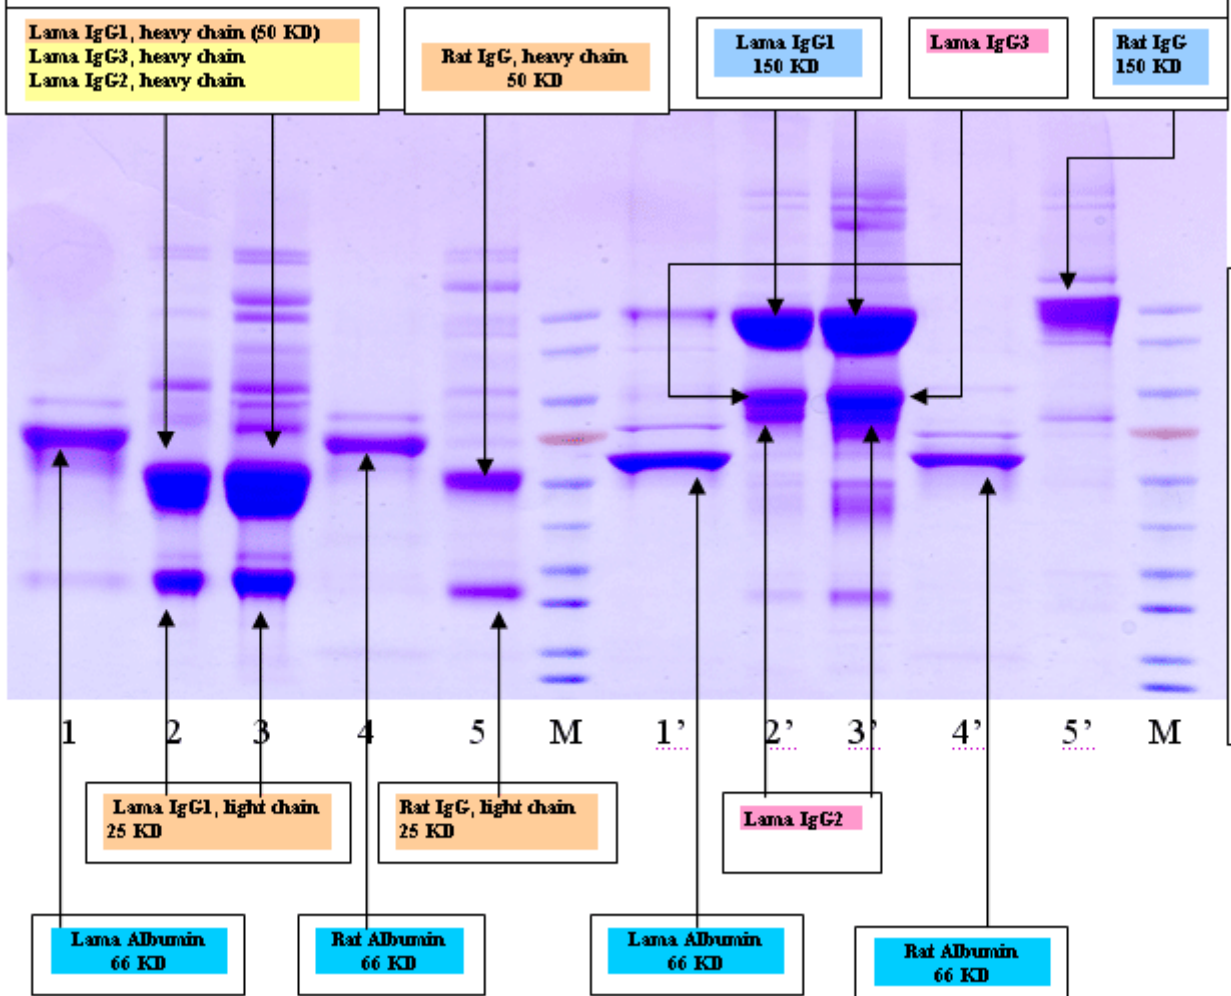 Lama IgG1, heavy chain (50 KD)
Lama IgG3, heavy chain
Lama IgG2, heavy chain
Rat IgG, heavy chain
50 KD
Lama IgG1
150 KD
Lama IgG3
Rat IgG
150 KD
1 2 3 4 5 M 1’ 2’ 3’ 4’ 5’ M
Lama IgG1, light chain
25 KD
Rat IgG, light chain
25 KD
Lama IgG2
Lama Albumin
66 KD
Rat Albumin
66 KD
Lama Albumin
66 KD
Rat Albumin
66 KD